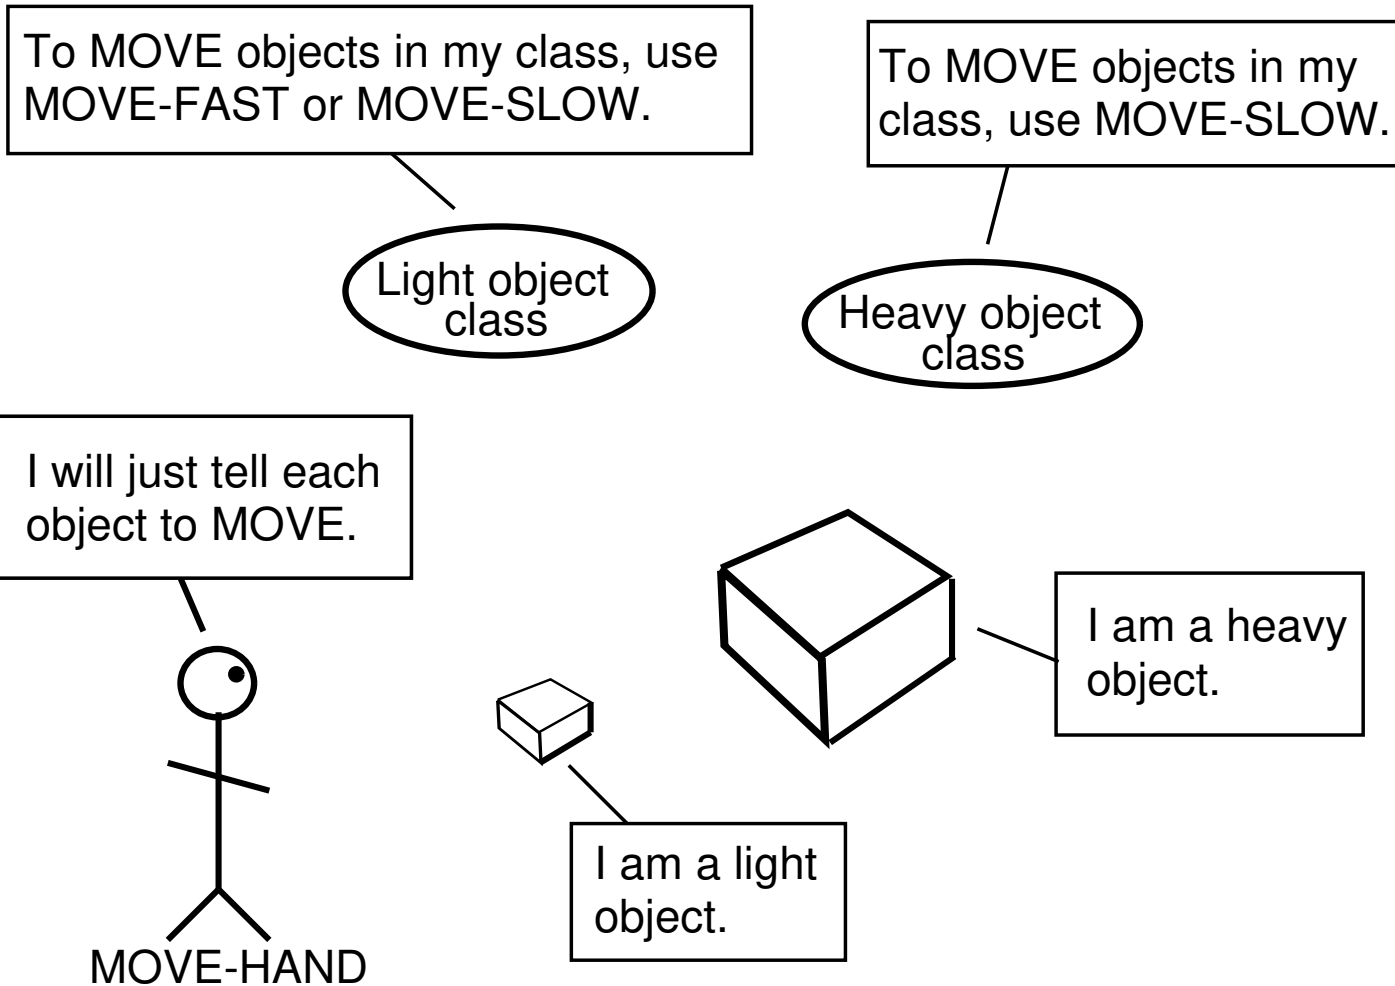 To MOVE objects in my class, use
MOVE-FAST or MOVE-SLOW.
To MOVE objects in my
class, use MOVE-SLOW.
Light object
class
Heavy object
class
I will just tell each
object to MOVE.
I am a heavy
object.
I am a light
object.
MOVE-HAND